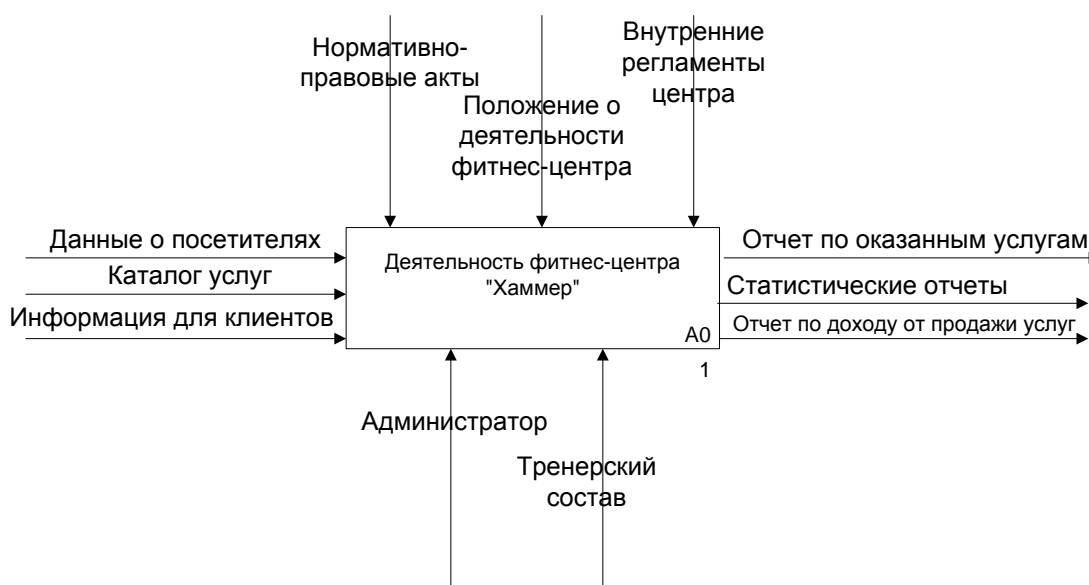 Нормативно-
правовые акты
Положение о
деятельности
фитнес-центра
Внутренние
регламенты
центра
Данные о посетителях
Каталог услуг
Информация для клиентов
Деятельность фитнес-центра
"Хаммер"
A0
1
Отчет по оказанным услугам
Статистические отчеты
Отчет по доходу от продажи услуг
Администратор
Тренерский
состав